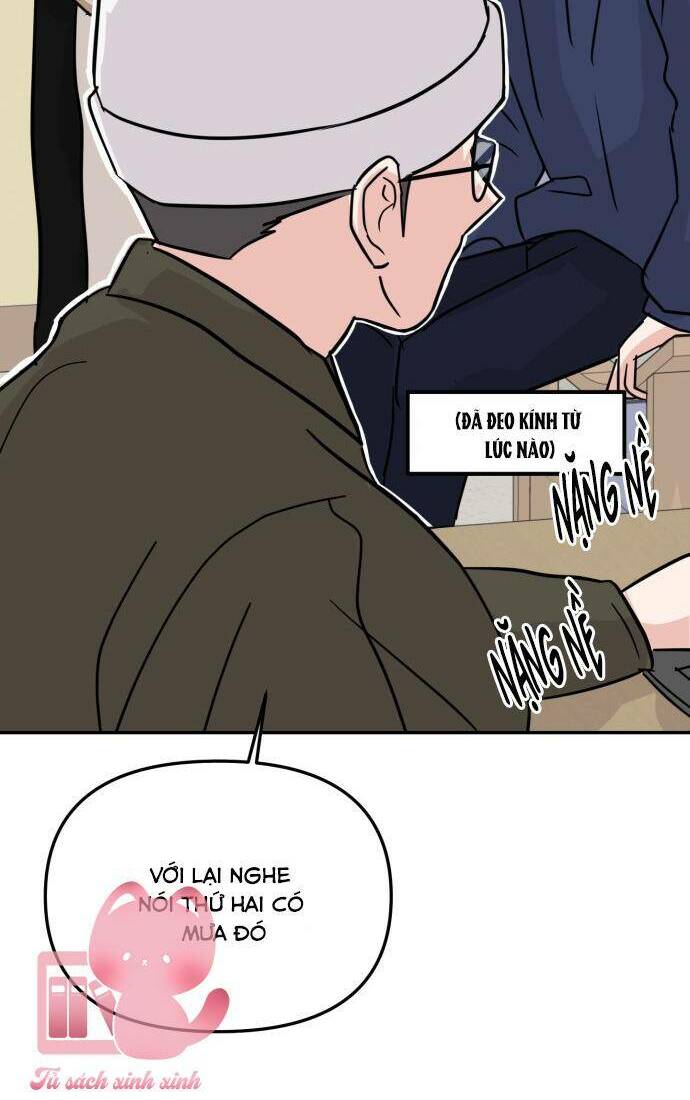 (ĐÃ ĐEO KÍNH TỪ
LÚC NÀO)
NẶNG NỀ
NẶNG NỀ
VỚI LẠI NGHE
NÓI THỨ HAI CÓ
MƯA ĐÓ
Tủ sách xinh xinh